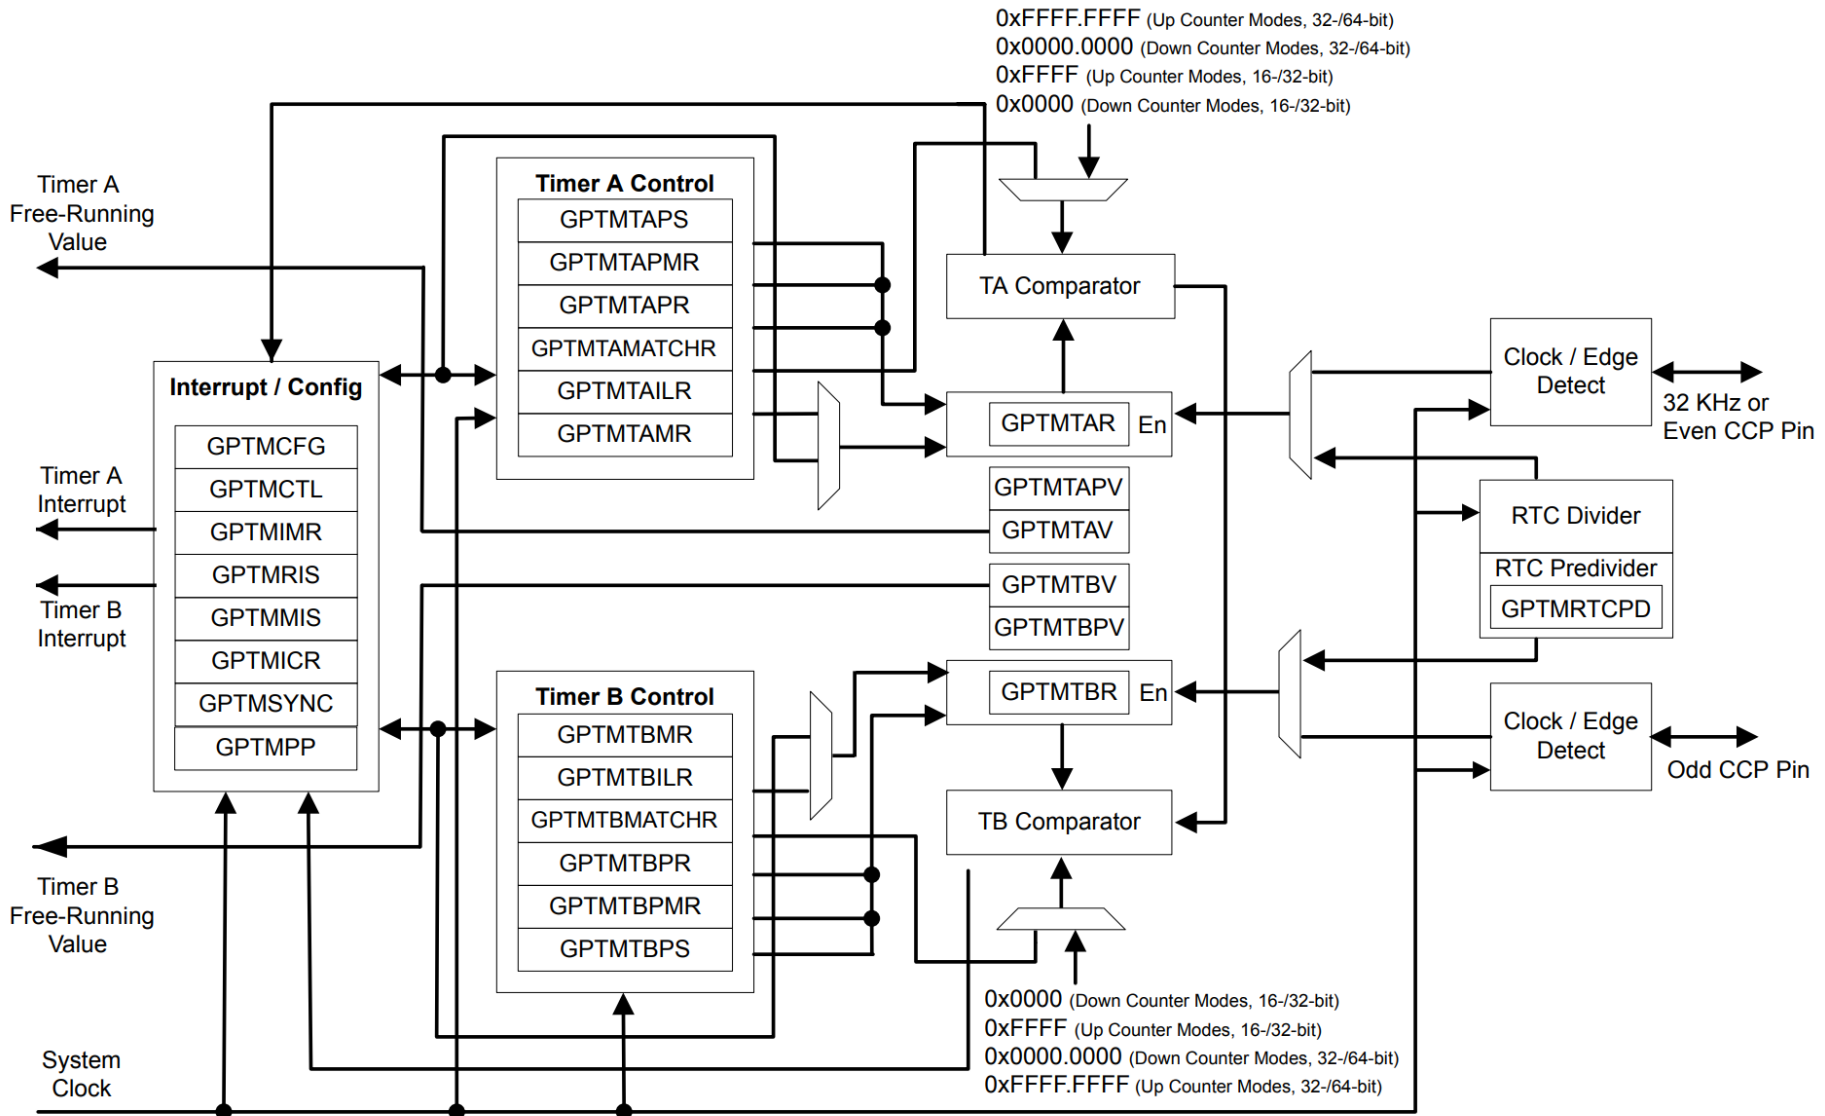 0xFFFF.FFFF (Up Counter Modes, 32-/64-bit)
0x0000.0000 (Down Counter Modes, 32-/64-bit)
0xFFFF (Up Counter Modes, 16-/32-bit)
0x0000 (Down Counter Modes, 16-/32-bit)
Timer A
Free-Running
Value
Timer A Control
GPTMTAPS
GPTMTAPMR
GPTMTAPR
GPTMTAMATCHR
GPTMTAILR
GPTMTAMR
TA Comparator
GPTMTAR
En
Clock / Edge
Detect
32 KHz or
Even CCP Pin
Interrupt / Config
GPTMCFG
GPTMCTL
GPTMIMR
GPTMRIS
GPTMMIS
GPTMICR
GPTMSYNC
GPTMPP
Timer A
Interrupt
Timer B
Interrupt
GPTMTAPV
GPTMTAV
GPTMTBV
GPTMTBPV
RTC Divider
RTC Predivider
GPTMRTCPD
Timer B Control
GPTMTBMR
GPTMTBILR
GPTMTBMATCHR
GPTMTBPR
GPTMTBPMR
GPTMTBPS
GPTMTBR
En
TB Comparator
Clock / Edge
Detect
Odd CCP Pin
Timer B
Free-Running
Value
0x0000 (Down Counter Modes, 16-/32-bit)
0xFFFF (Up Counter Modes, 16-/32-bit)
0x0000.0000 (Down Counter Modes, 32-/64-bit)
0xFFFF.FFFF (Up Counter Modes, 32-/64-bit)
System
Clock